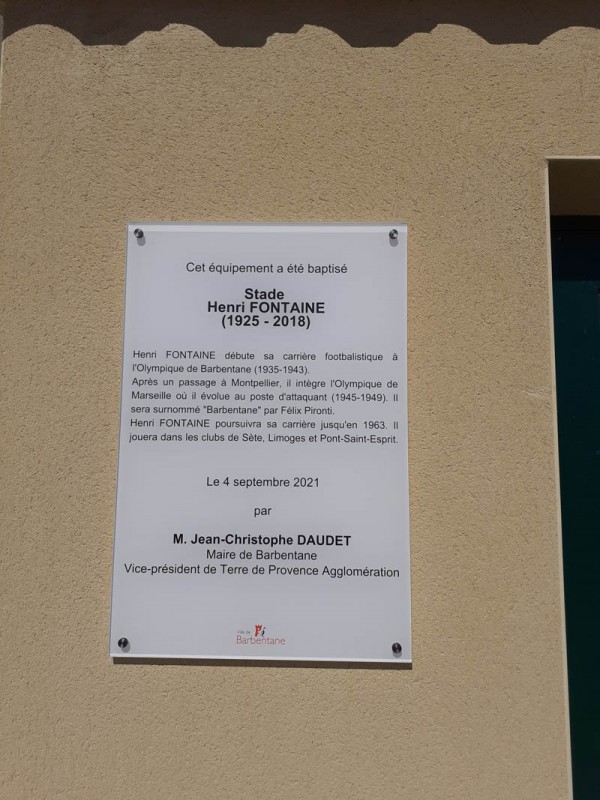 Cet équipement a été baptisé
Stade
Henri FONTAINE
(1925 - 2018)
Henri FONTAINE débute sa carrière footbalistique à
l'Olympique de Barbentane (1935-1943).
Après un passage à Montpellier, il intègre l'Olympique de
Marseille où il évolue au poste d'attaquant (1945-1949). Il
sera surnommé "Barbentane" par Félix Pironti.
Henri FONTAINE poursuivra sa carrière jusqu'en 1963. Il
jouera dans les clubs de Sète, Limoges et Pont-Saint-Esprit.
Le 4 septembre 2021
par
M. Jean-Christophe DAUDET
Maire de Barbentane
Vice-président de Terre de Provence Agglomération
Ville de
Barbentane